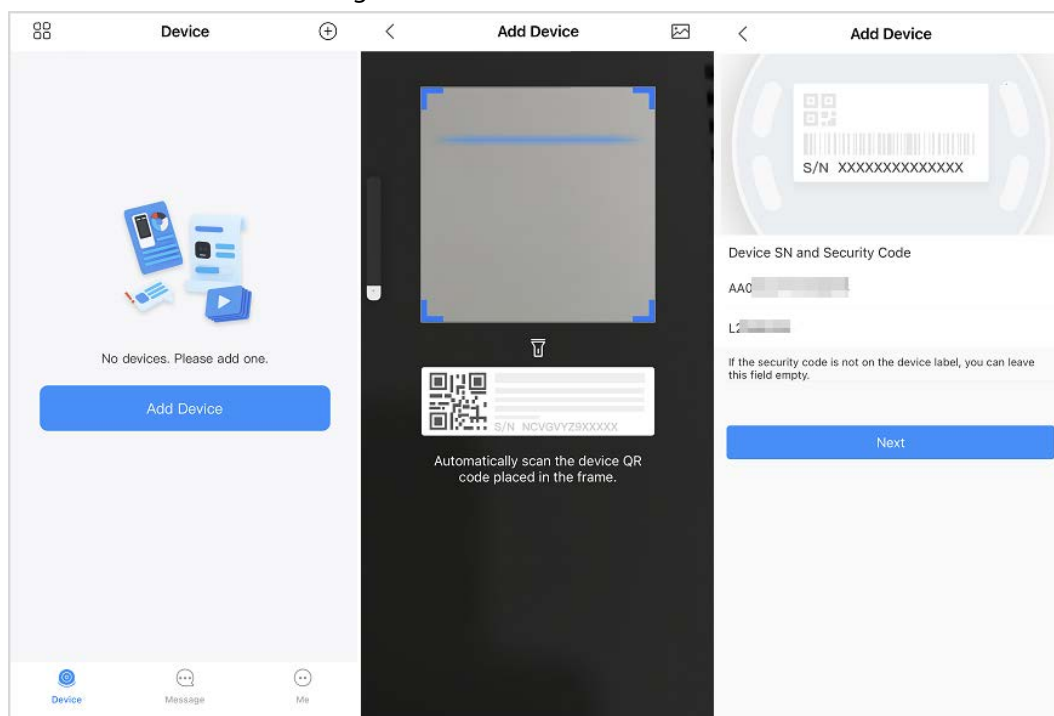 Device
No devices. Please add one.
Add Device
Device
Message
Me
Add Device
S/N NCVGVYZ9XXXXX
Automatically scan the device QR
code placed in the frame.
Add Device
S/N XXXXXXXXXXXXXX
Device SN and Security Code
AA0
L2
If the security code is not on the device label, you can leave
this field empty.
Next